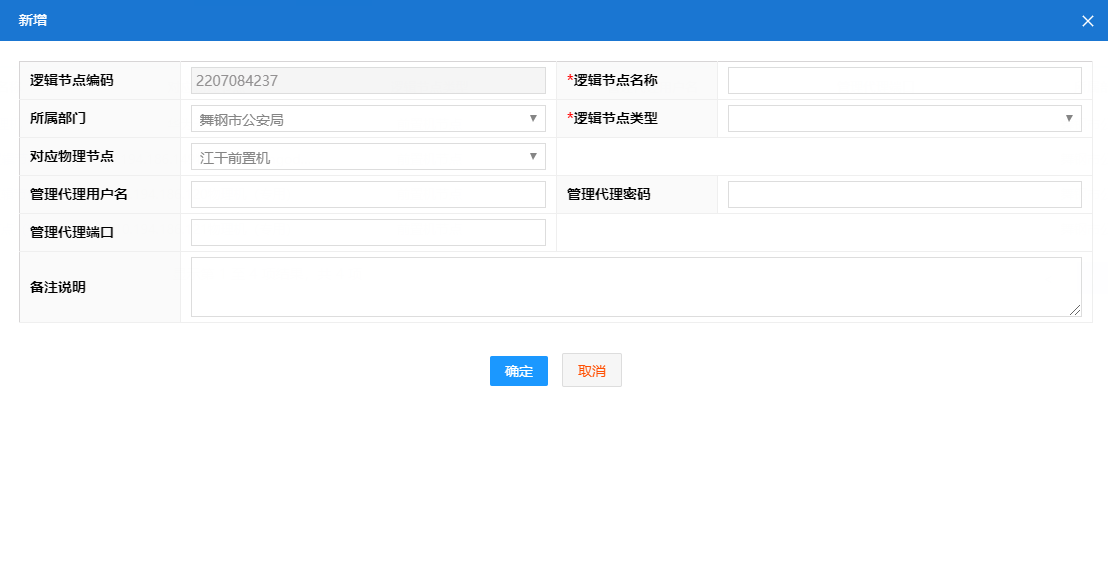 新增
逻辑节点编码 2207084237 *逻辑节点名称
所属部门 舞钢市公安局 *逻辑节点类型
对应物理节点 江干前置机
管理代理用户名 管理代理密码
管理代理端口
备注说明
确定 取消